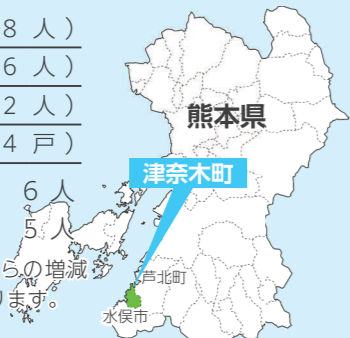 8 人）
6 人）
2 人）
4 戸）
6 人
5 人
らの増減
ります。
熊本県
津奈木町
芦北町
水俣市